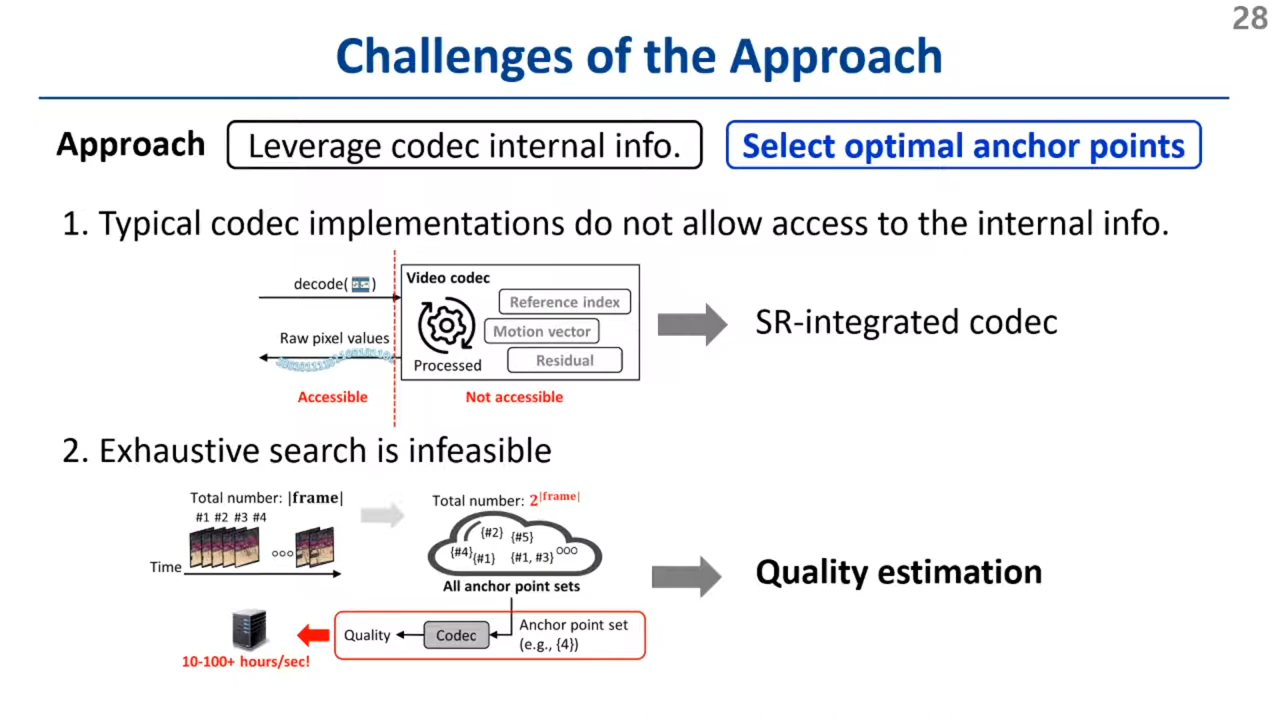 28
Challenges of the Approach
Approach
Leverage codec internal info.
Select optimal anchor points
1. Typical codec implementations do not allow access to the internal info.
decode( )
Raw pixel values
Video codec
Reference index
Motion vector
Residual
Processed
Accessible
Not accessible
SR-integrated codec
2. Exhaustive search is infeasible
Total number: |frame|
#1 #2 #3 #4
Time
Total number: 2^|frame|
{#2} {#5}
{#4} {#1} {#1, #3}
All anchor point sets
Quality
Codec
Anchor point set
(e.g., {4})
10-100+ hours/sec!
Quality estimation